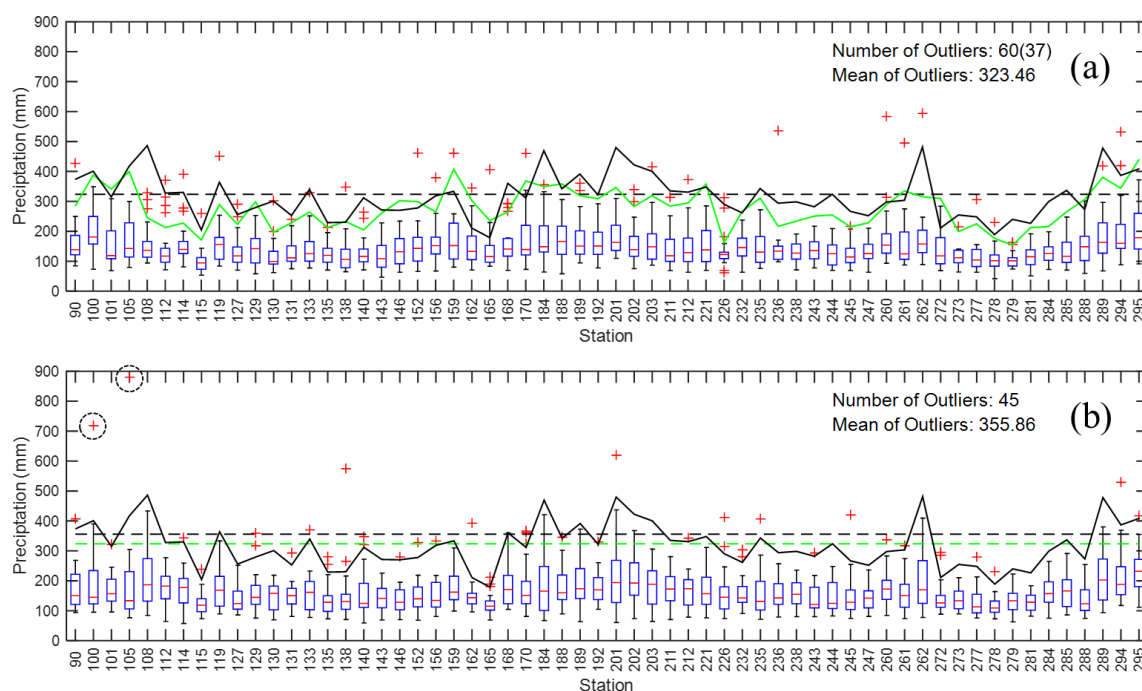 900
800
700
600
500
400
300
200
100
0
Preciptation (mm)
Number of Outliers: 60(37)
Mean of Outliers: 323.46
(a)
90 100 101 105 108 112 114 115 119 127 129 130 131 133 135 138 140 143 146 152 156 159 162 165 168 170 184 188 189 192 201 202 203 211 212 221 226 232 235 236 238 243 244 245 247 260 261 262 272 273 277 278 279 281 284 285 288 289 294 295
Station
900
800
700
600
500
400
300
200
100
0
Preciptation (mm)
Number of Outliers: 45
Mean of Outliers: 355.86
(b)
90 100 101 105 108 112 114 115 119 127 129 130 131 133 135 138 140 143 146 152 156 159 162 165 168 170 184 188 189 192 201 202 203 211 212 221 226 232 235 236 238 243 244 245 247 260 261 262 272 273 277 278 279 281 284 285 288 289 294 295
Station